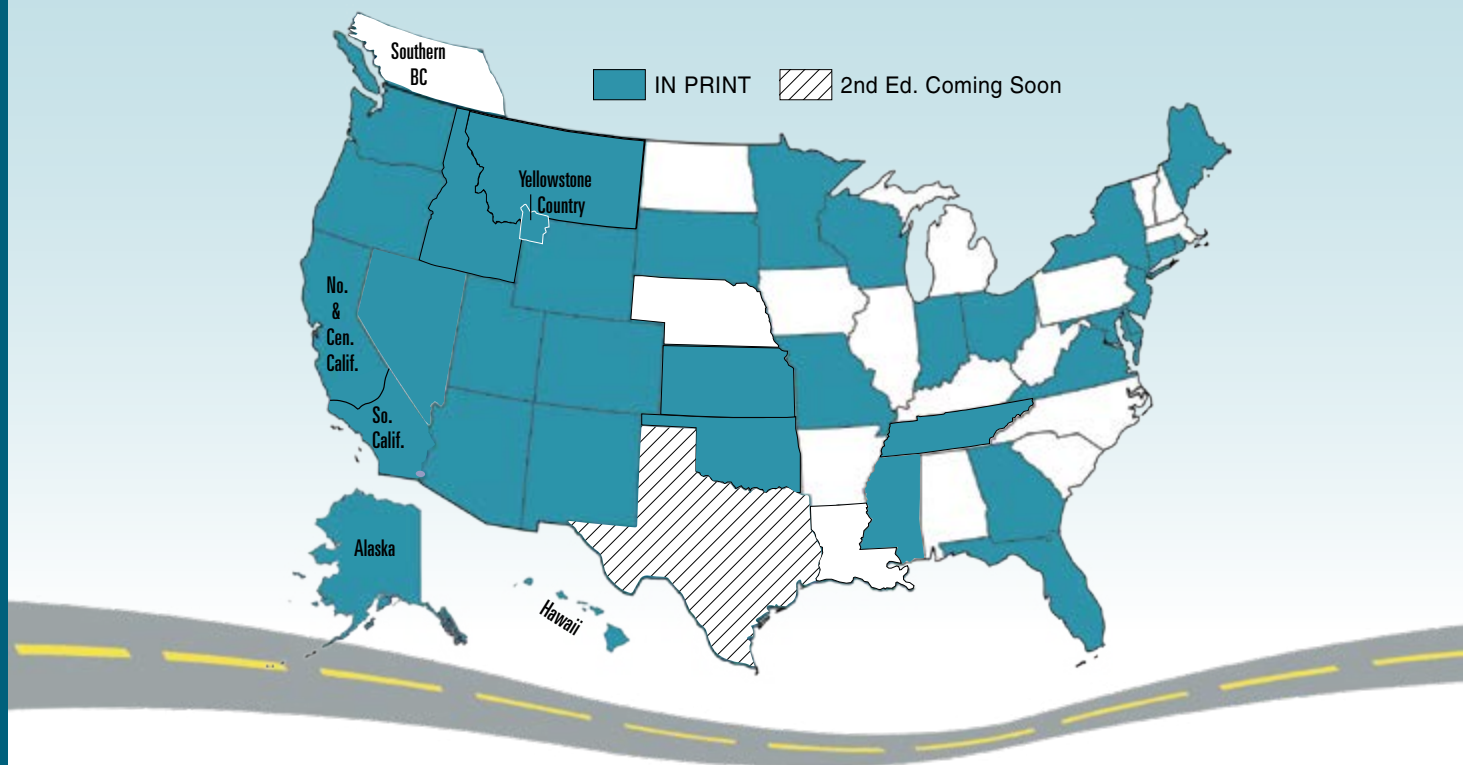 Southern
BC
IN PRINT
2nd Ed. Coming Soon
Yellowstone
Country
No.
&
Cen.
Calif.
So.
Calif.
Alaska
Hawaii